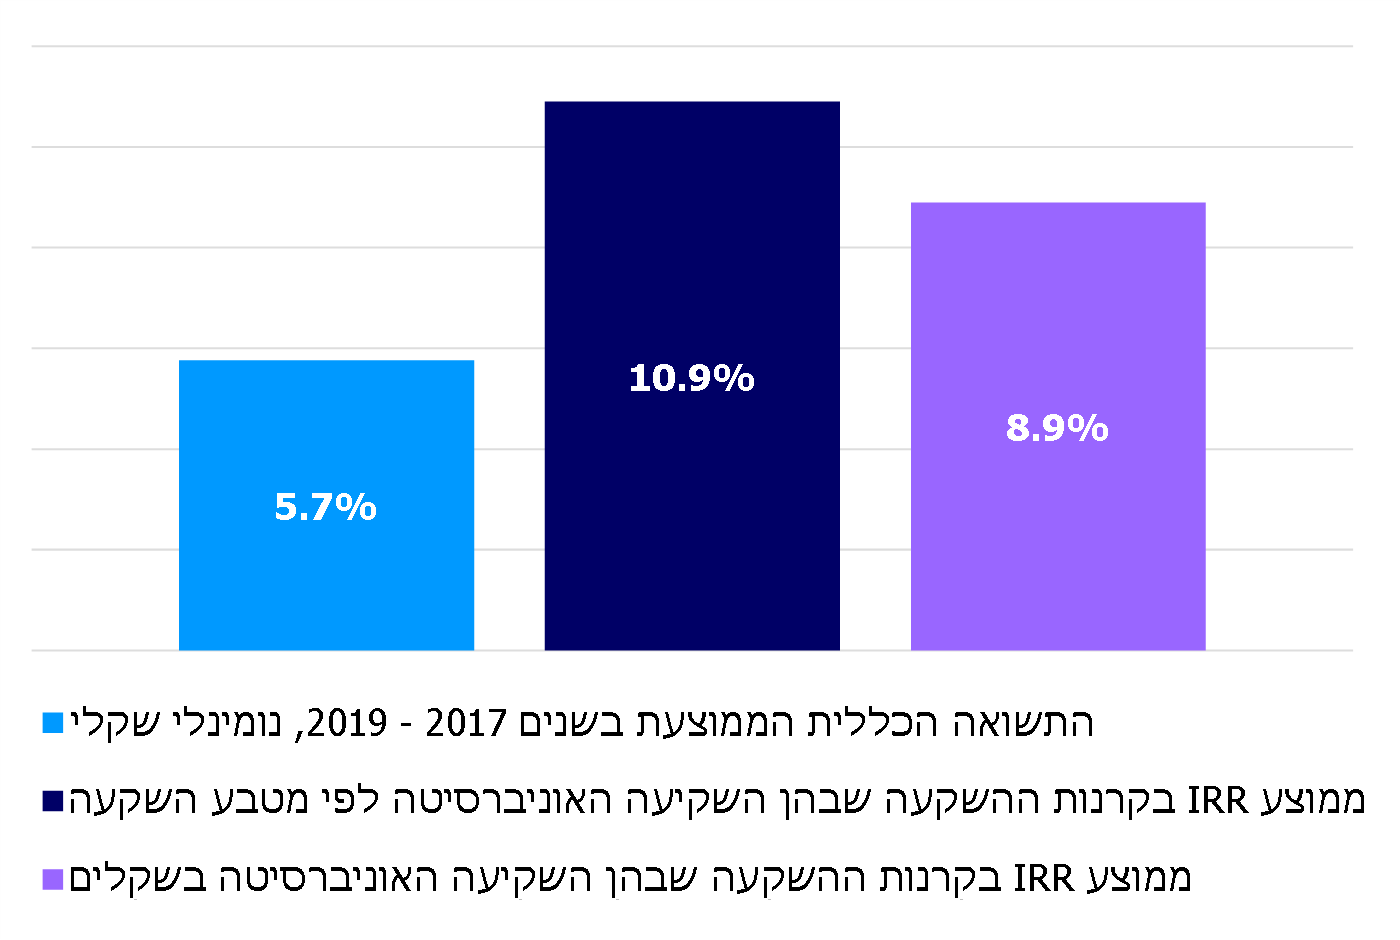 10.9%
8.9%
5.7%
התשואה הכללית הממוצעת בשנים 2017 - 2019, נומינלי שקלי
ממוצע IRR בקרנות ההשקעה שבהן השקיעה האוניברסיטה לפי מטבע השקעה
ממוצע IRR בקרנות ההשקעה שבהן השקיעה האוניברסיטה בשקלים